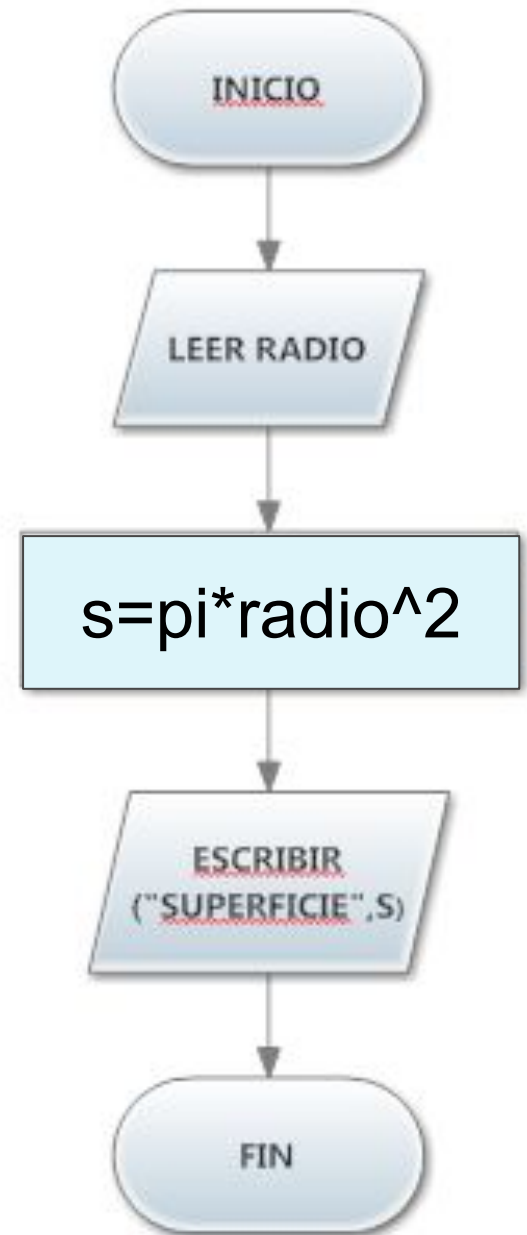 INICIO
LEER RADIO
s=pi*radio^2
ESCRIBIR
("SUPERFICIE",S)
FIN